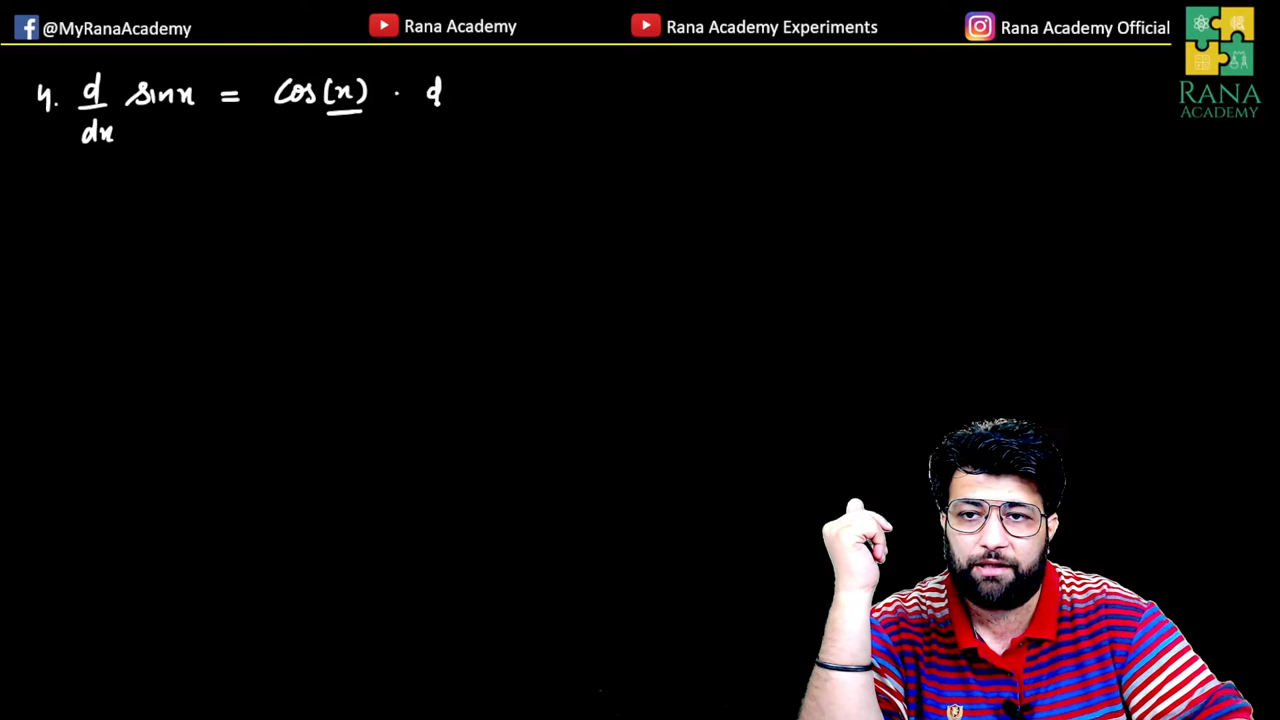 @MyRanaAcademy
Rana Academy
Rana Academy Experiments
Rana Academy Official
RANA
ACADEMY
4. d/dx sinx = cos(x) · d